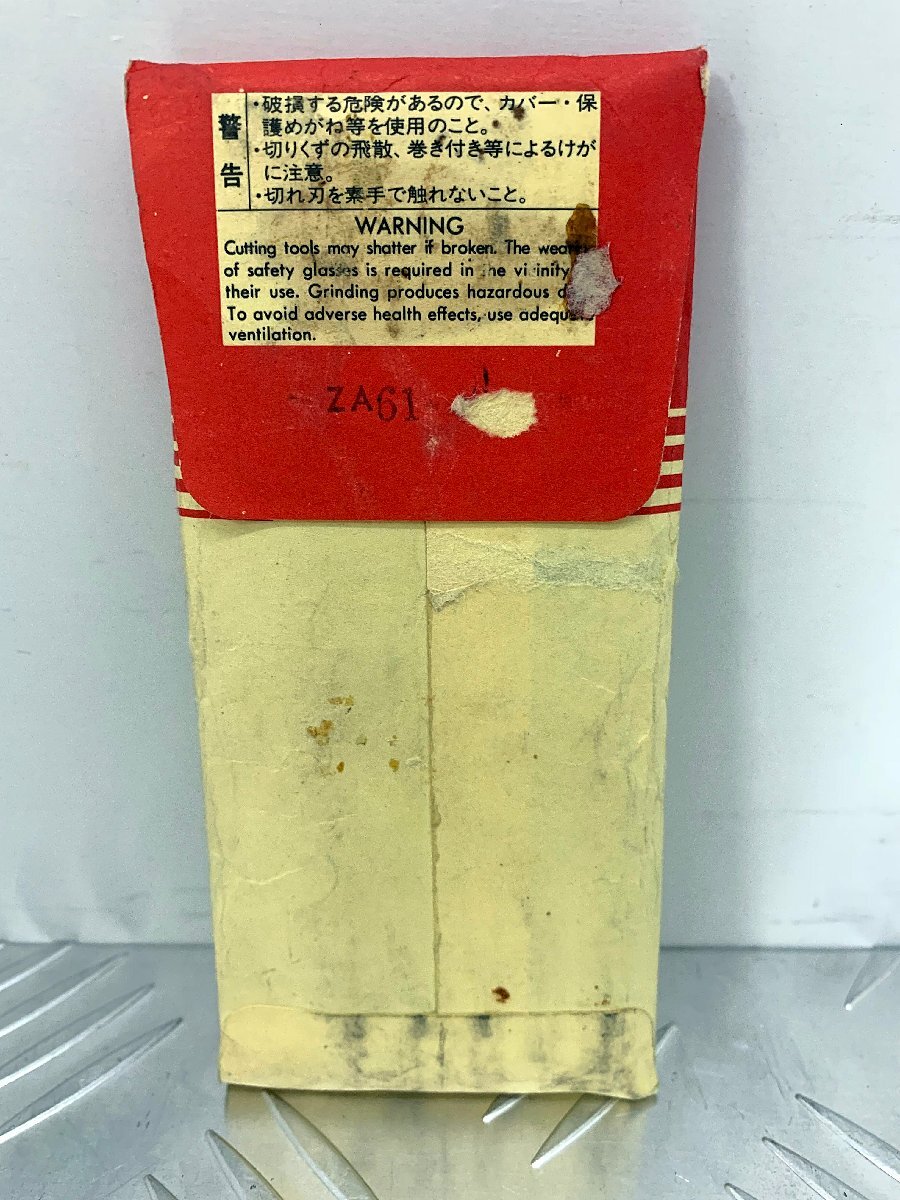 警告
・破損する危険があるので、カバー・保
護めがね等を使用のこと。
・切りくずの飛散、巻き付き等によるけが
に注意。
・切れ刃を素手で触れないこと。
WARNING
Cutting tools may shatter if broken. The
of safety glasses is required in
their use. Grinding produces hazardous
To avoid adverse health effects, use
ventilation.
ZA61